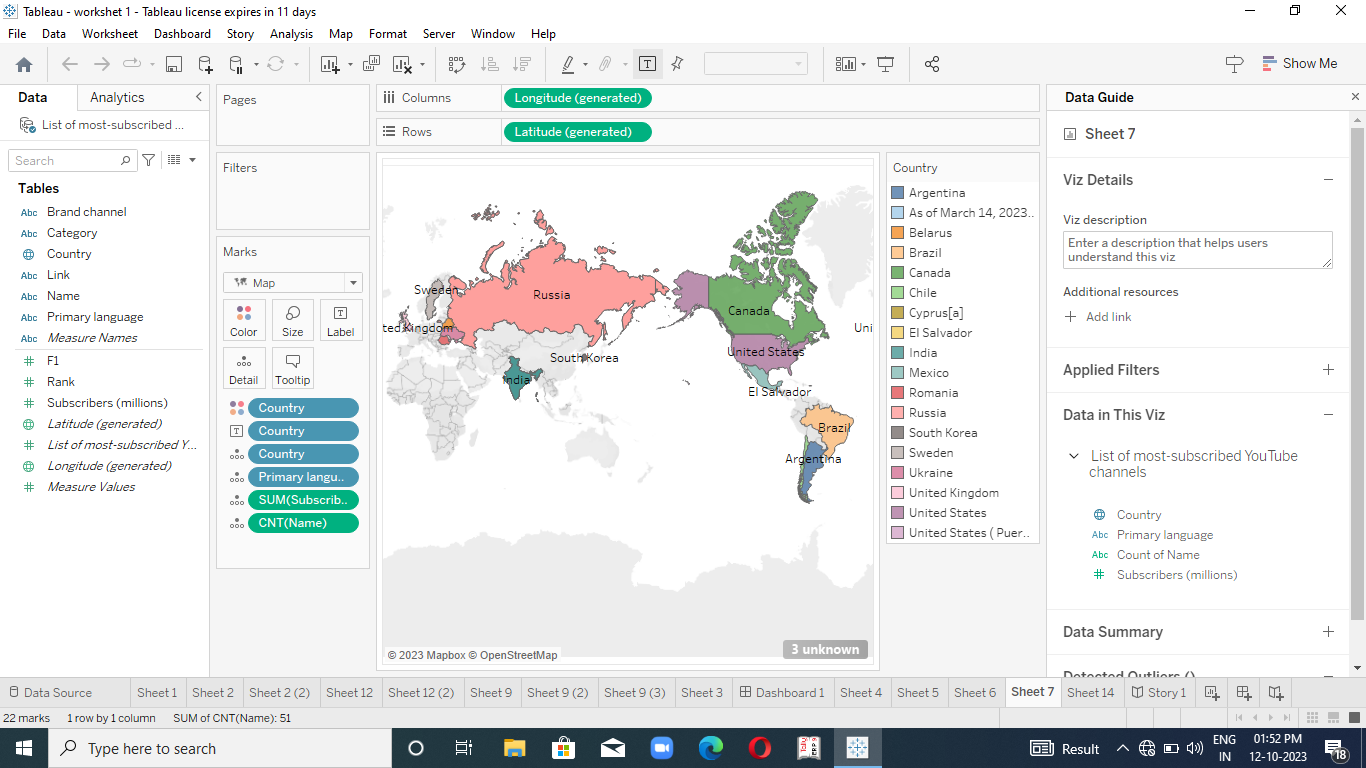 Tableau - workshet 1 - Tableau license expires in 11 days
File Data Worksheet Dashboard Story Analysis Map Format Server Window Help
Show Me
Data Analytics
List of most-subscribed ...
Search
Tables
Abc Brand channel
Abc Category
Country
Abc Link
Abc Name
Abc Primary language
Abc Measure Names
F1
Rank
Subscribers (millions)
Latitude (generated)
List of most-subscribed Y...
Longitude (generated)
Measure Values
Pages
Filters
Marks
Map
Color Size Label
Detail Tooltip
Country
Country
Country
Primary langu..
SUM(Subscrib..
CNT(Name)
Columns Longitude (generated)
Rows Latitude (generated)
Sweden
Russia
ted Kingdom
South Korea
India
Canada
Uni
United States
El Salvador
Brazil
Argentina
© 2023 Mapbox © OpenStreetMap
3 unknown
Country
Argentina
As of March 14, 2023..
Belarus
Brazil
Canada
Chile
Cyprus[a]
El Salvador
India
Mexico
Romania
Russia
South Korea
Sweden
Ukraine
United Kingdom
United States
United States ( Puer..
Data Guide
Sheet 7
Viz Details
Viz description
Enter a description that helps users
understand this viz
Additional resources
Add link
Applied Filters
Data in This Viz
List of most-subscribed YouTube
channels
Country
Abc Primary language
Abc Count of Name
Subscribers (millions)
Data Summary
Detected Outliers ()
Data Source Sheet 1 Sheet 2 Sheet 2 (2) Sheet 12 Sheet 12 (2) Sheet 9 Sheet 9 (2) Sheet 9 (3) Sheet 3 Dashboard 1 Sheet 4 Sheet 5 Sheet 6 Sheet 7 Sheet 14 Story 1
22 marks 1 row by 1 column SUM of CNT(Name): 51
Type here to search
Result
ENG
IN
01:52 PM
12-10-2023
18